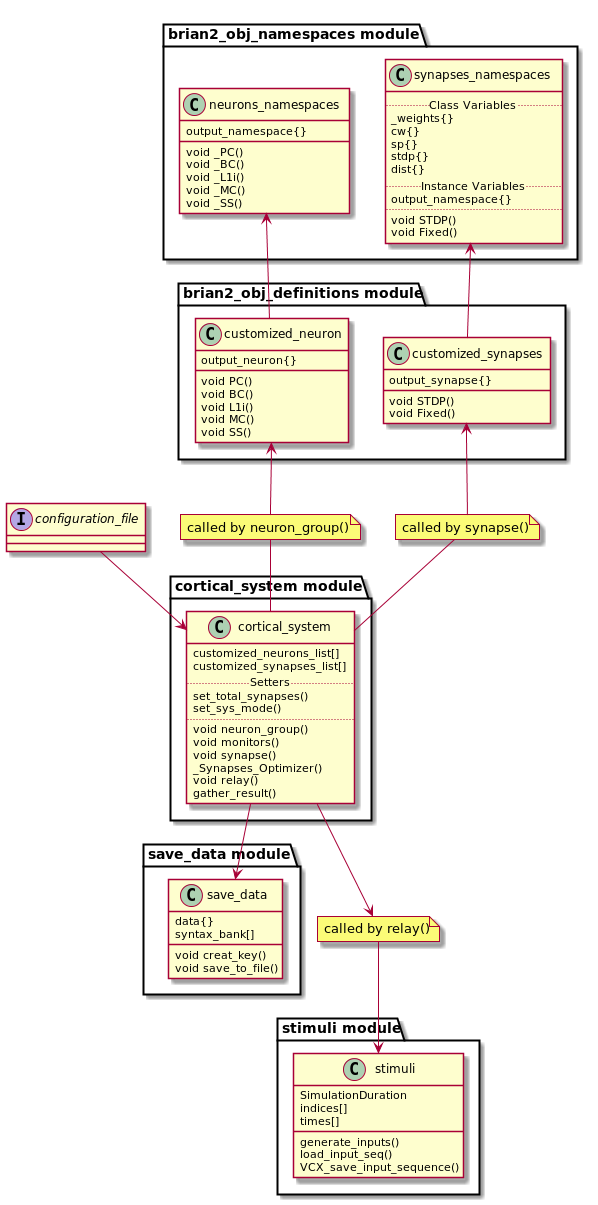 brian2_obj_namespaces module
C neurons_namespaces
output_namespace{}
void _PC()
void _BC()
void _L1i()
void _MC()
void _SS()
C synapses_namespaces
Class Variables
_weights{}
cw{}
sp{}
stdp{}
dist{}
Instance Variables
output_namespace{}
void STDP()
void Fixed()
brian2_obj_definitions module
C customized_neuron
output_neuron{}
void PC()
void BC()
void L1i()
void MC()
void SS()
C customized_synapses
output_synapse{}
void STDP()
void Fixed()
I configuration_file
called by neuron_group()
called by synapse()
cortical_system module
C cortical_system
customized_neurons_list[]
customized_synapses_list[]
Setters
set_total_synapses()
set_sys_mode()
void neuron_group()
void monitors()
void synapse()
_Synapses_Optimizer()
void relay()
gather_result()
save_data module
C save_data
data{}
syntax_bank[]
void creat_key()
void save_to_file()
called by relay()
stimuli module
C stimuli
SimulationDuration
indices[]
times[]
generate_inputs()
load_input_seq()
VCX_save_input_sequence()